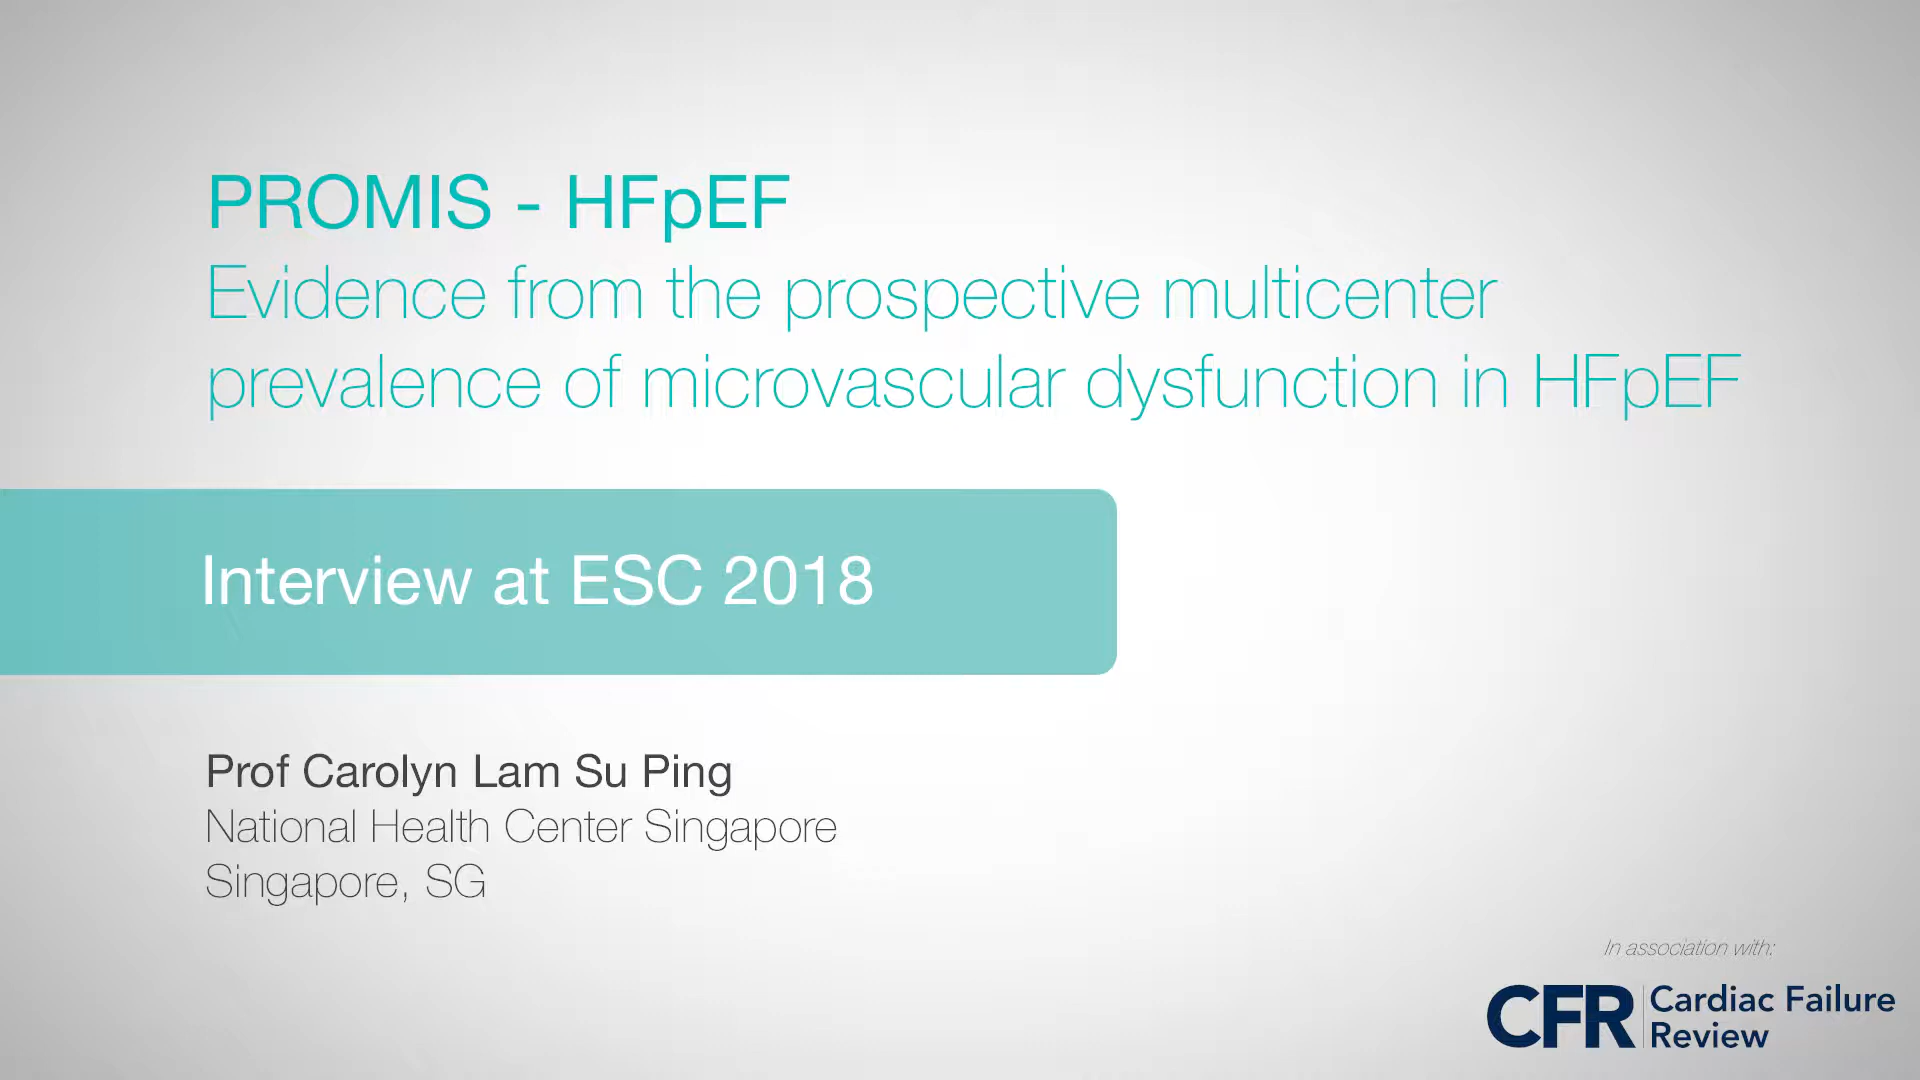 PROMIS - HFpEF
Evidence from the prospective multicenter
prevalence of microvascular dysfunction in HFpEF
Interview at ESC 2018
Prof Carolyn Lam Su Ping
National Health Center Singapore
Singapore, SG
In association with:
CFR Cardiac Failure
Review